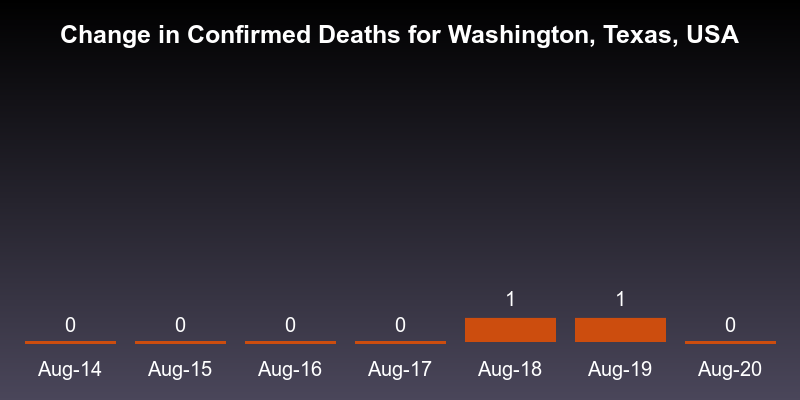 Change in Confirmed Deaths for Washington, Texas, USA
0 0 0 0 1 1 0
Aug-14 Aug-15 Aug-16 Aug-17 Aug-18 Aug-19 Aug-20